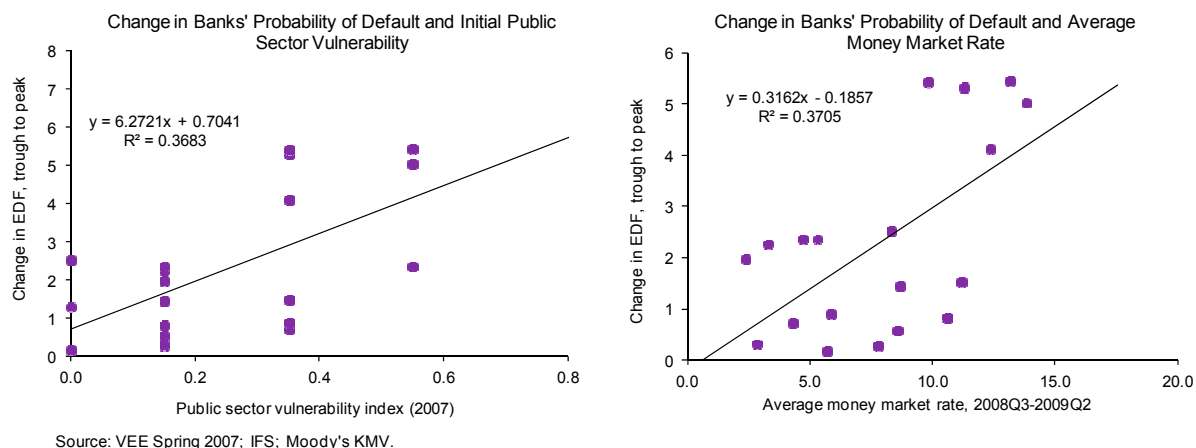 Change in Banks' Probability of Default and Initial Public
Sector Vulnerability
8
7
6
5
4
3
2
1
0
Change in EDF, trough to peak
y = 6.2721x + 0.7041
R² = 0.3683
0.0 0.2 0.4 0.6 0.8
Public sector vulnerability index (2007)
Change in Banks' Probability of Default and Average
Money Market Rate
6
5
4
3
2
1
0
Change in EDF, trough to peak
y = 0.3162x - 0.1857
R² = 0.3705
0.0 5.0 10.0 15.0 20.0
Average money market rate, 2008Q3-2009Q2
Source: VEE Spring 2007; IFS; Moody's KMV.